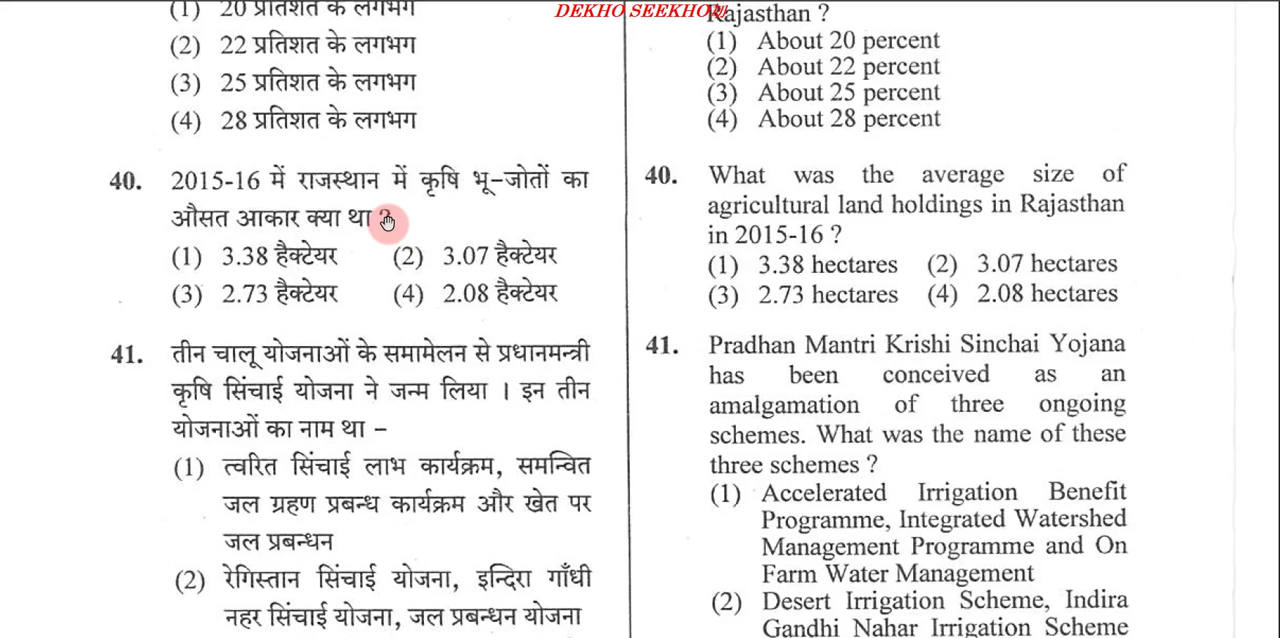 DEKHO SEEKHO
(1) 20 प्रतिशत के लगभग
(2) 22 प्रतिशत के लगभग
(3) 25 प्रतिशत के लगभग
(4) 28 प्रतिशत के लगभग
40. 2015-16 में राजस्थान में कृषि भू-जोतों का
औसत आकार क्या था ?
(1) 3.38 हैक्टेयर (2) 3.07 हैक्टेयर
(3) 2.73 हैक्टेयर (4) 2.08 हैक्टेयर
41. तीन चालू योजनाओं के समामेलन से प्रधानमन्त्री
कृषि सिंचाई योजना ने जन्म लिया । इन तीन
योजनाओं का नाम था –
(1) त्वरित सिंचाई लाभ कार्यक्रम, समन्वित
जल ग्रहण प्रबन्ध कार्यक्रम और खेत पर
जल प्रबन्धन
(2) रेगिस्तान सिंचाई योजना, इन्दिरा गाँधी
नहर सिंचाई योजना, जल प्रबन्धन योजना
Rajasthan ?
(1) About 20 percent
(2) About 22 percent
(3) About 25 percent
(4) About 28 percent
40. What was the average size of
agricultural land holdings in Rajasthan
in 2015-16 ?
(1) 3.38 hectares (2) 3.07 hectares
(3) 2.73 hectares (4) 2.08 hectares
41. Pradhan Mantri Krishi Sinchai Yojana
has been conceived as an
amalgamation of three ongoing
schemes. What was the name of these
three schemes ?
(1) Accelerated Irrigation Benefit
Programme, Integrated Watershed
Management Programme and On
Farm Water Management
(2) Desert Irrigation Scheme, Indira
Gandhi Nahar Irrigation Scheme